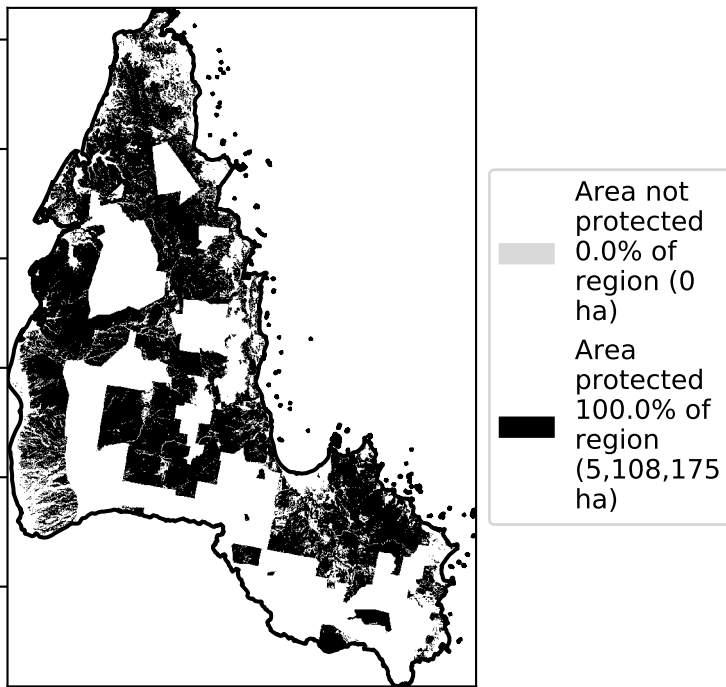 Area not
protected
0.0% of
region (0
ha)
Area
protected
100.0% of
region
(5,108,175
ha)